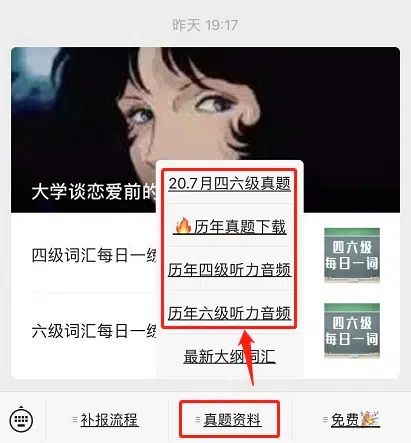 昨天 19:17
大学谈恋爱前的
20.7月四六级真题
🔥历年真题下载
历年四级听力音频
历年六级听力音频
最新大纲词汇
四级词汇每日一练
四六级
每日一词
六级词汇每日一练
四六级
每日一词
补报流程
真题资料
免费🎉